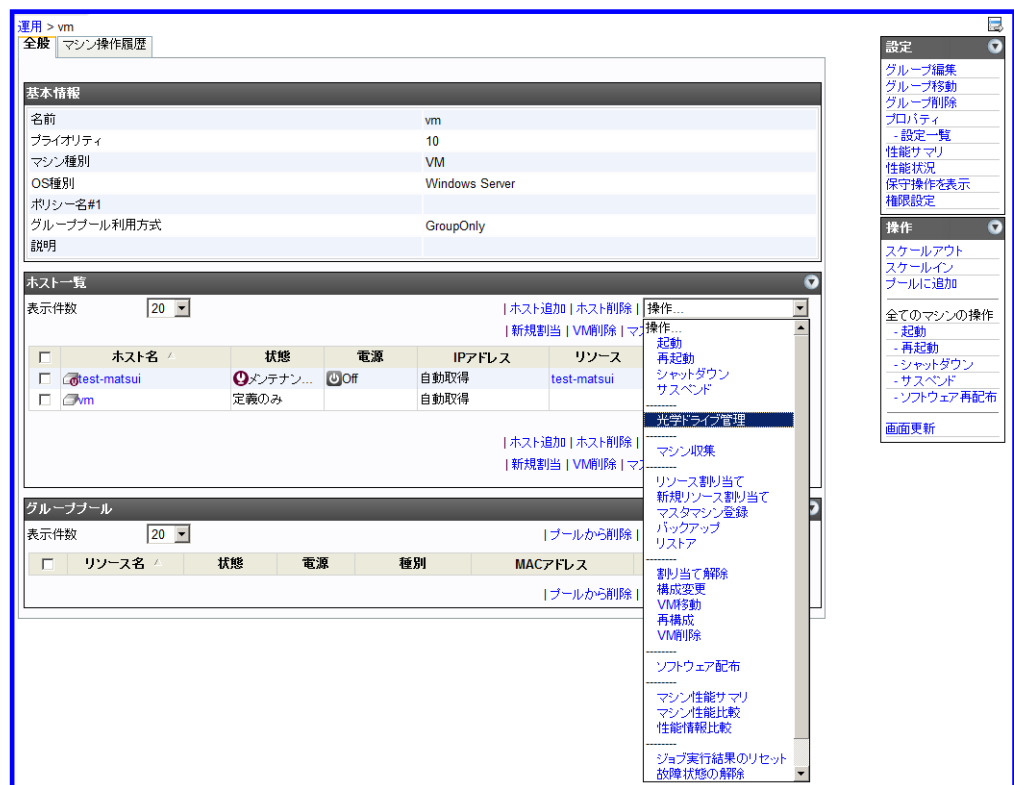 運用 > vm
全般 マシン操作履歴
基本情報
名前 vm
プライオリティ 10
マシン種別 VM
OS種別 Windows Server
ポリシー名#1
グループプール利用方式 GroupOnly
説明
ホスト一覧
表示件数 20 | ホスト追加 | ホスト削除 | 操作...
| 新規割当 | VM削除 | マス
ホスト名 状態 電源 IPアドレス リソース
test-matsui メンテナン... Off 自動取得 test-matsui
vm 定義のみ 自動取得
| ホスト追加 | ホスト削除 |
| 新規割当 | VM削除 | マス
グループプール
表示件数 20 | プールから削除 |
リソース名 状態 電源 種別 MACアドレス
| プールから削除 |
操作...
起動
再起動
シャットダウン
サスペンド
--------
光学ドライブ管理
--------
マシン収集
--------
リソース割り当て
新規リソース割り当て
マスタマシン登録
バックアップ
リストア
--------
割り当て解除
構成変更
VM移動
再構成
VM削除
--------
ソフトウェア配布
--------
マシン性能サマリ
マシン性能比較
性能情報比較
--------
ジョブ実行結果のリセット
故障状態の解除
設定
グループ編集
グループ移動
グループ削除
プロパティ
- 設定一覧
性能サマリ
性能状況
保守操作を表示
権限設定
操作
スケールアウト
スケールイン
プールに追加
全てのマシンの操作
- 起動
- 再起動
- シャットダウン
- サスペンド
- ソフトウェア再配布
画面更新